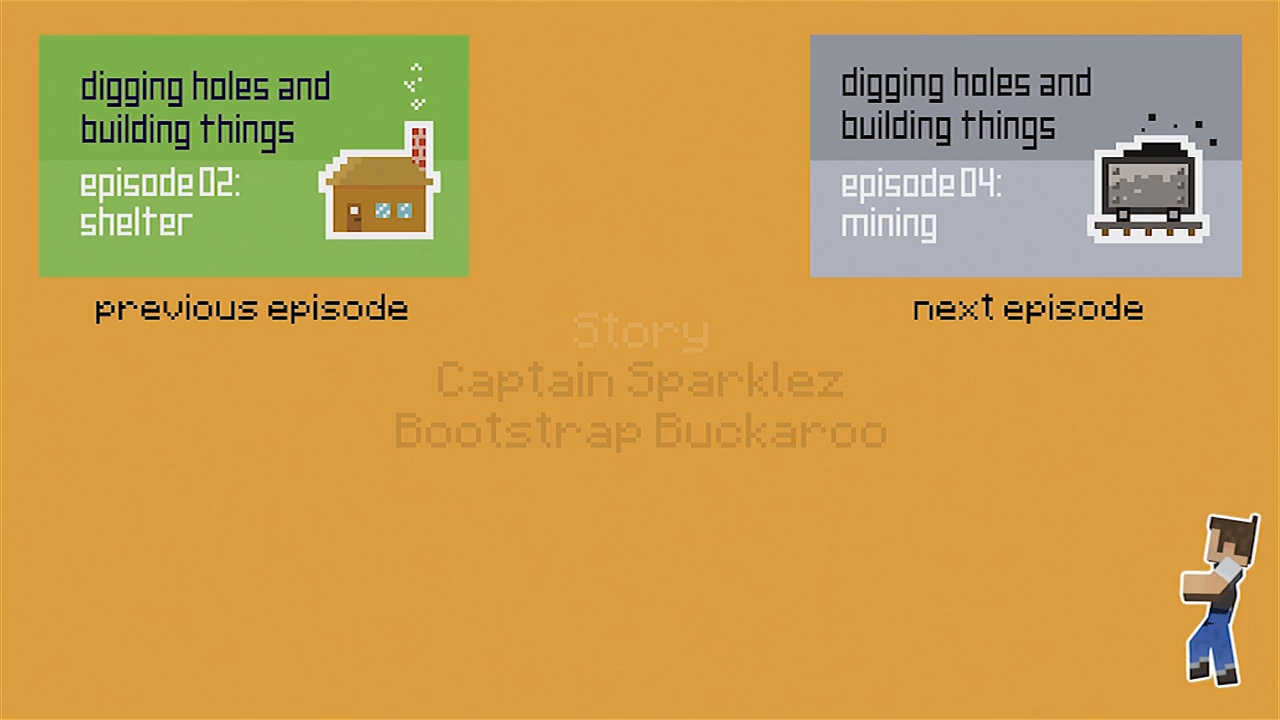 digging holes and
building things
episode 02:
shelter
previous episode
digging holes and
building things
episode 04:
mining
next episode
Story
Captain Sparklez
Bootstrap Buckaroo